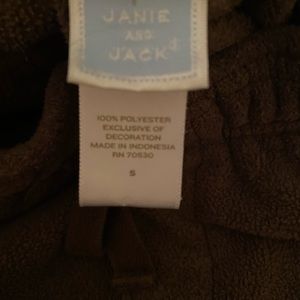 JANIE
AND
JACK
100% POLYESTER
EXCLUSIVE OF
DECORATION
MADE IN INDONESIA
RN 70530
S